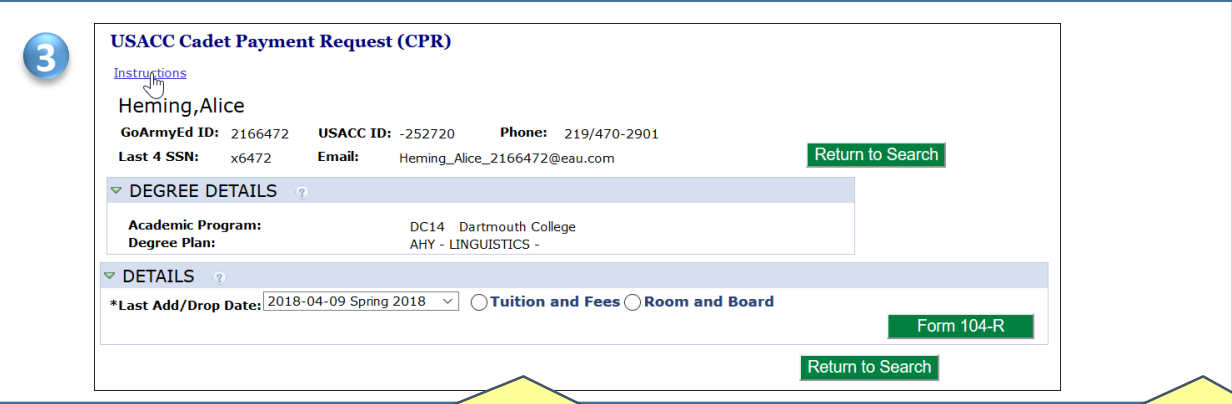 3
USACC Cadet Payment Request (CPR)
Instructions
Heming,Alice
GoArmyEd ID: 2166472 USACC ID: -252720 Phone: 219/470-2901
Last 4 SSN: x6472 Email: Heming_Alice_2166472@eau.com Return to Search
DEGREE DETAILS ?
Academic Program: DC14 Dartmouth College
Degree Plan: AHY - LINGUISTICS -
DETAILS ?
*Last Add/Drop Date: 2018-04-09 Spring 2018 Tuition and Fees Room and Board
Form 104-R
Return to Search